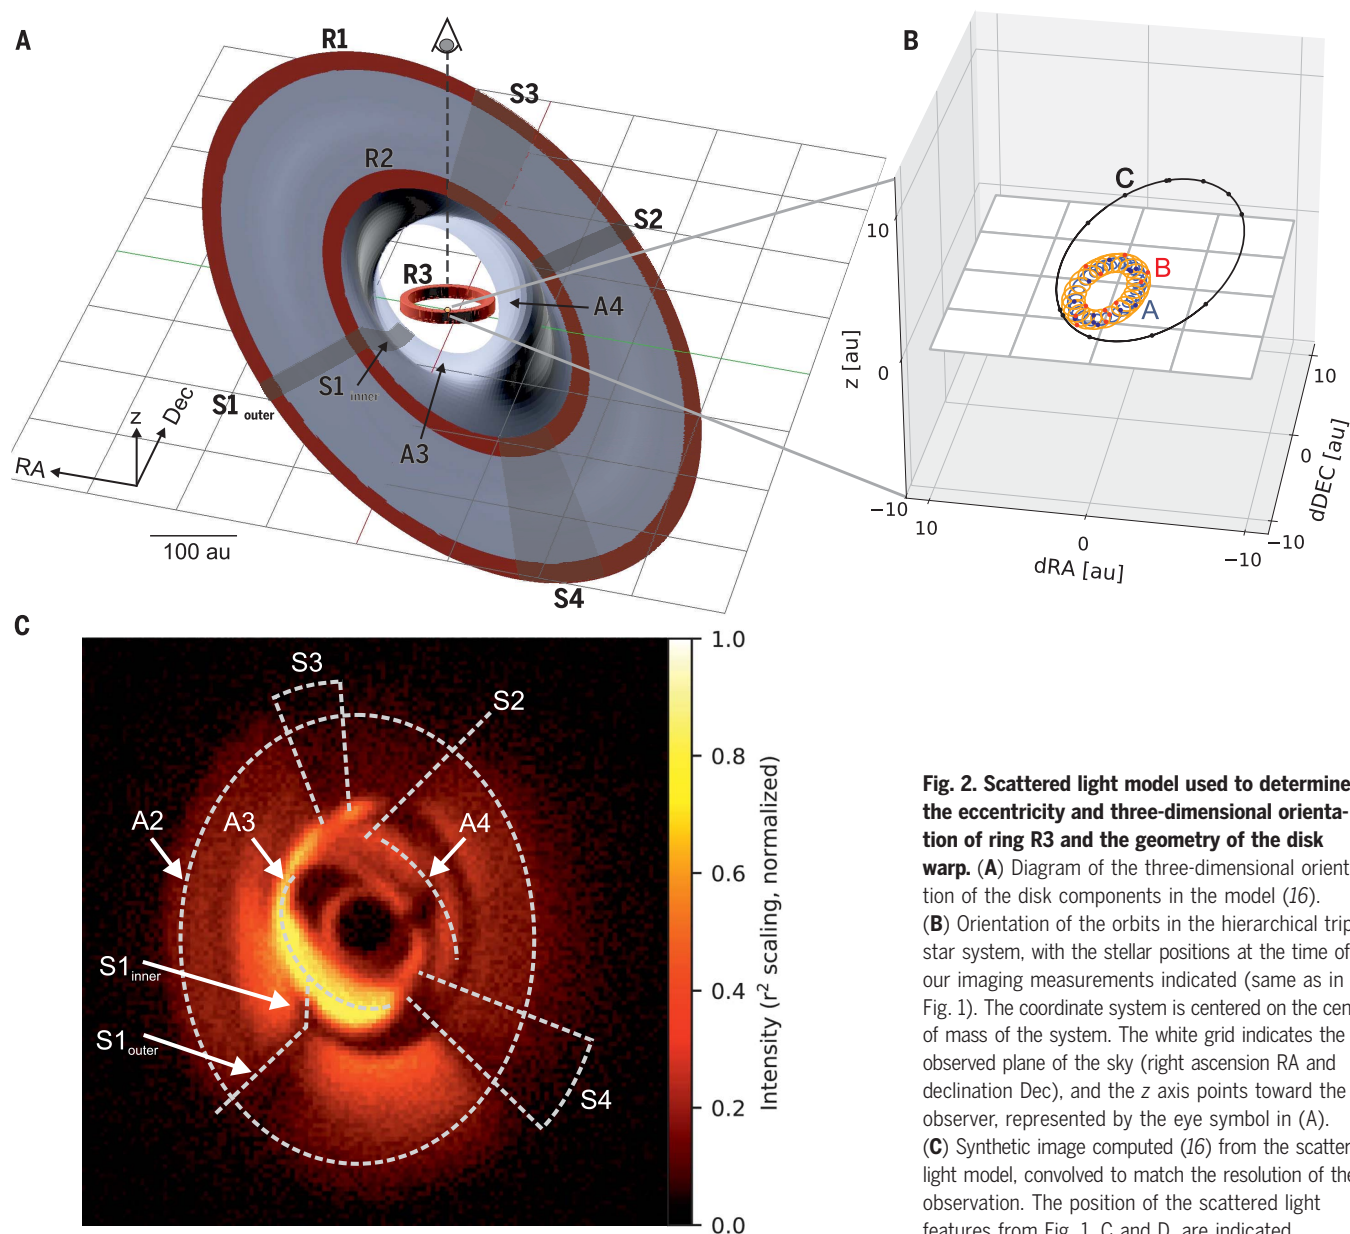 A
R1
S3
R2
S2
R3
A4
S1 inner
S1 outer
A3
z
Dec
RA
100 au
S4
B
C
B
A
10
0
−10
z [au]
10
0
−10
dRA [au]
10
0
−10
dDEC [au]
C
S3
S2
A2
A3
A4
S1inner
S1outer
S4
1.0
0.8
0.6
0.4
0.2
0.0
Intensity (r² scaling, normalized)
Fig. 2. Scattered light model used to determine
the eccentricity and three-dimensional orienta-
tion of ring R3 and the geometry of the disk
warp. (A) Diagram of the three-dimensional orient
tion of the disk components in the model (16).
(B) Orientation of the orbits in the hierarchical trip
star system, with the stellar positions at the time of
our imaging measurements indicated (same as in
Fig. 1). The coordinate system is centered on the cen
of mass of the system. The white grid indicates the
observed plane of the sky (right ascension RA and
declination Dec), and the z axis points toward the
observer, represented by the eye symbol in (A).
(C) Synthetic image computed (16) from the scatter
light model, convolved to match the resolution of the
observation. The position of the scattered light
features from Fig. 1, C and D, are indicated